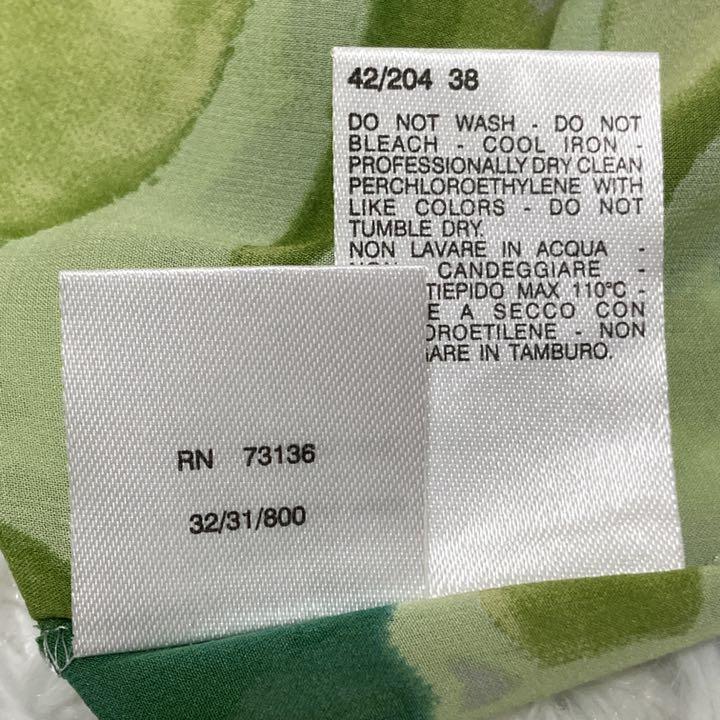 42/204 38
DO NOT WASH - DO NOT
BLEACH - COOL IRON -
PROFESSIONALLY DRY CLEAN
PERCHLOROETHYLENE WITH
LIKE COLORS - DO NOT
TUMBLE DRY.
NON LAVARE IN ACQUA -
CANDEGGIARE -
TIEPIDO MAX 110°C -
E A SECCO CON
OROETILENE - NON
IARE IN TAMBURO.
RN 73136
32/31/800